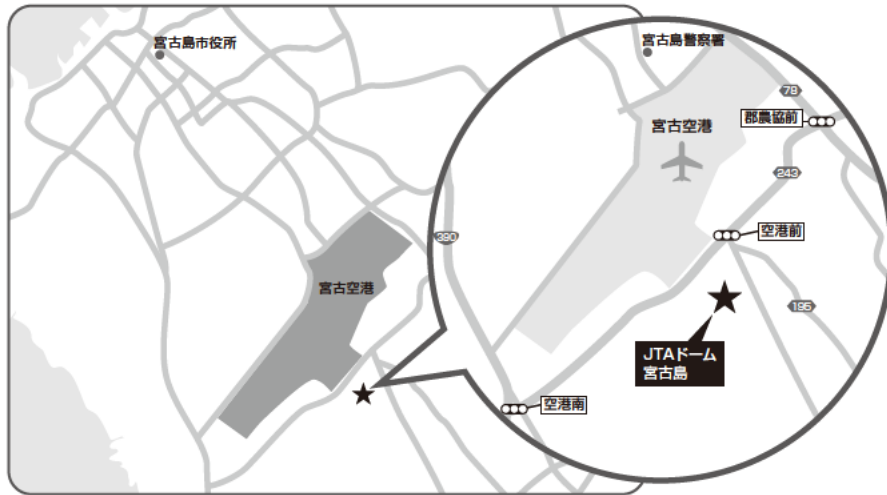 宮古島市役所
宮古空港
宮古島警察署
宮古空港
78
郡農協前
243
空港前
390
195
JTAドーム
宮古島
空港南